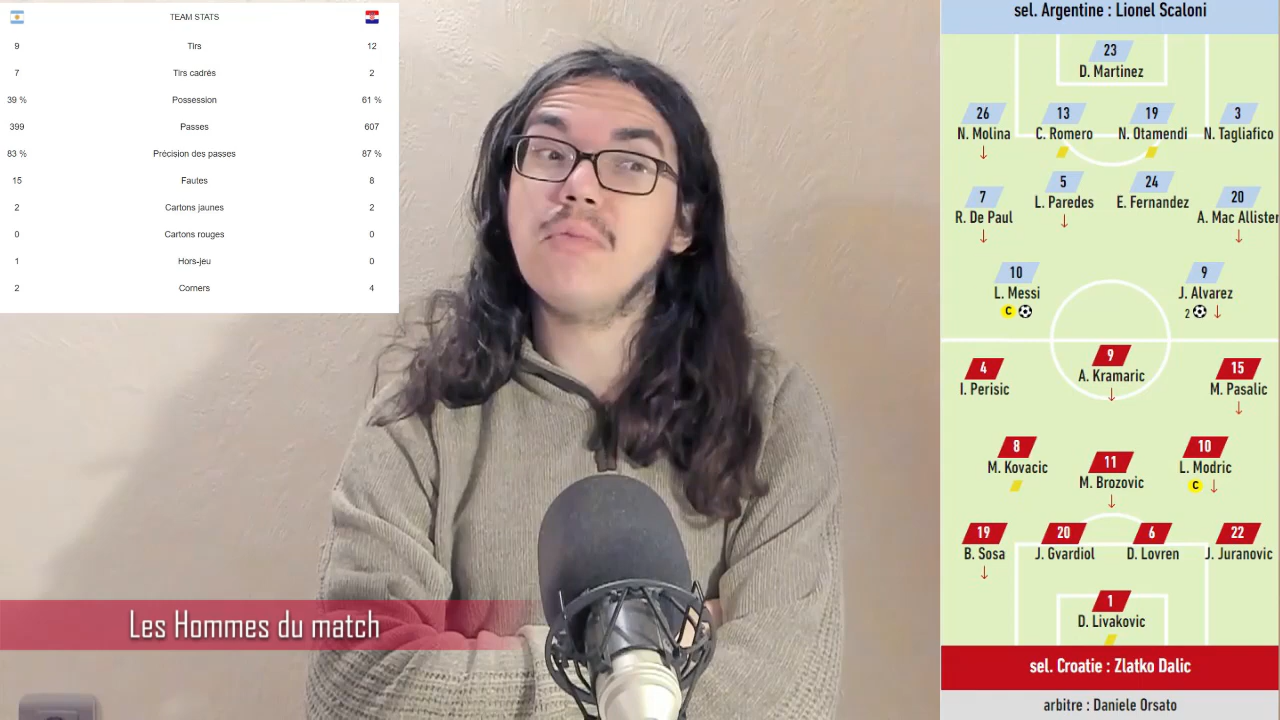 TEAM STATS
9 Tirs 12
7 Tirs cadrés 2
39 % Possession 61 %
399 Passes 607
83 % Précision des passes 87 %
15 Fautes 8
2 Cartons jaunes 2
0 Cartons rouges 0
1 Hors-jeu 0
2 Corners 4
Les Hommes du match
sel. Argentine : Lionel Scaloni
23
D. Martinez
26 13 19 3
N. Molina C. Romero N. Otamendi N. Tagliafico
7 5 24 20
R. De Paul L. Paredes E. Fernandez A. Mac Allister
10 9
L. Messi J. Alvarez
C 2
4 9 15
I. Perisic A. Kramaric M. Pasalic
8 11 10
M. Kovacic M. Brozovic L. Modric
C
19 20 6 22
B. Sosa J. Gvardiol D. Lovren J. Juranovic
1
D. Livakovic
sel. Croatie : Zlatko Dalic
arbitre : Daniele Orsato